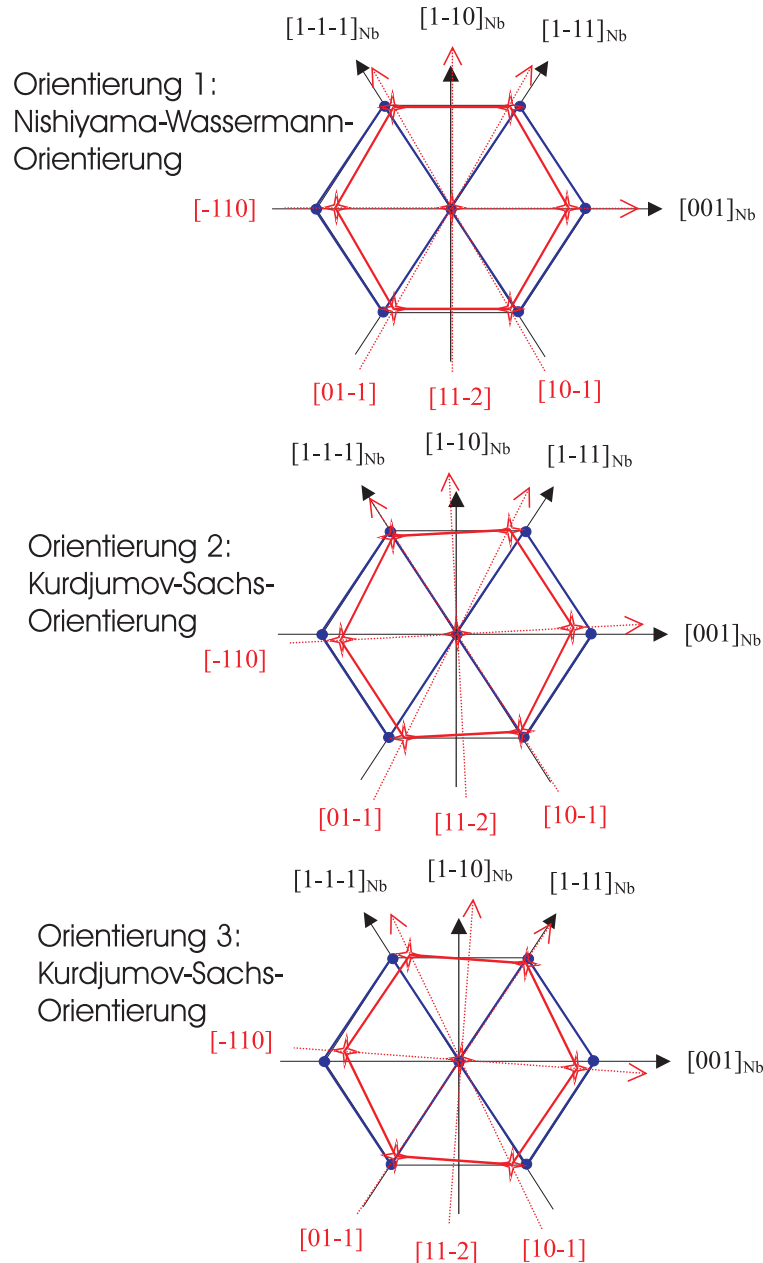 [1-1-1]Nb [1-10]Nb [1-11]Nb
Orientierung 1:
Nishiyama-Wassermann-
Orientierung
[-110] [001]Nb
[01-1] [11-2] [10-1]
[1-1-1]Nb [1-10]Nb [1-11]Nb
Orientierung 2:
Kurdjumov-Sachs-
Orientierung
[-110] [001]Nb
[01-1] [11-2] [10-1]
[1-1-1]Nb [1-10]Nb [1-11]Nb
Orientierung 3:
Kurdjumov-Sachs-
Orientierung
[-110] [001]Nb
[01-1] [11-2] [10-1]